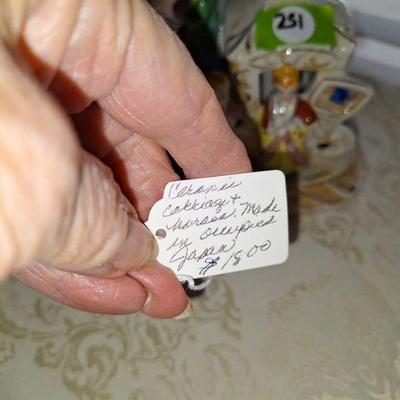 251
Ceramic
Carriage &
Horses. Made
in Occupied
Japan
$ 18.00